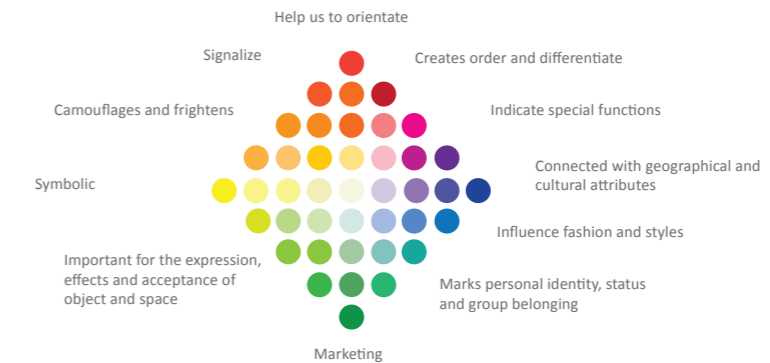 Help us to orientate
Signalize
Creates order and differentiate
Camouflages and frightens
Indicate special functions
Connected with geographical and
cultural attributes
Symbolic
Influence fashion and styles
Important for the expression,
effects and acceptance of
object and space
Marks personal identity, status
and group belonging
Marketing